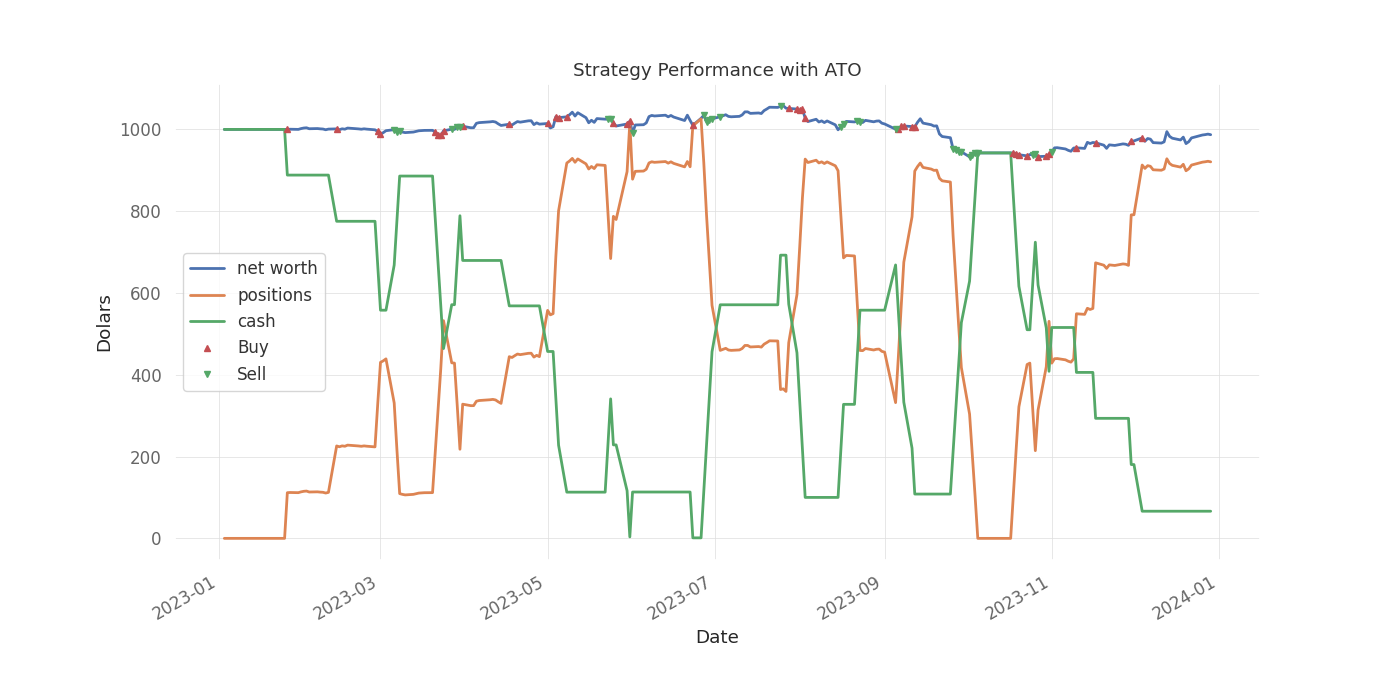 Strategy Performance with ATO
1000
800
600
400
200
0
Dolars
net worth
positions
cash
Buy
Sell
2023-01
2023-03
2023-05
2023-07
2023-09
2023-11
2024-01
Date